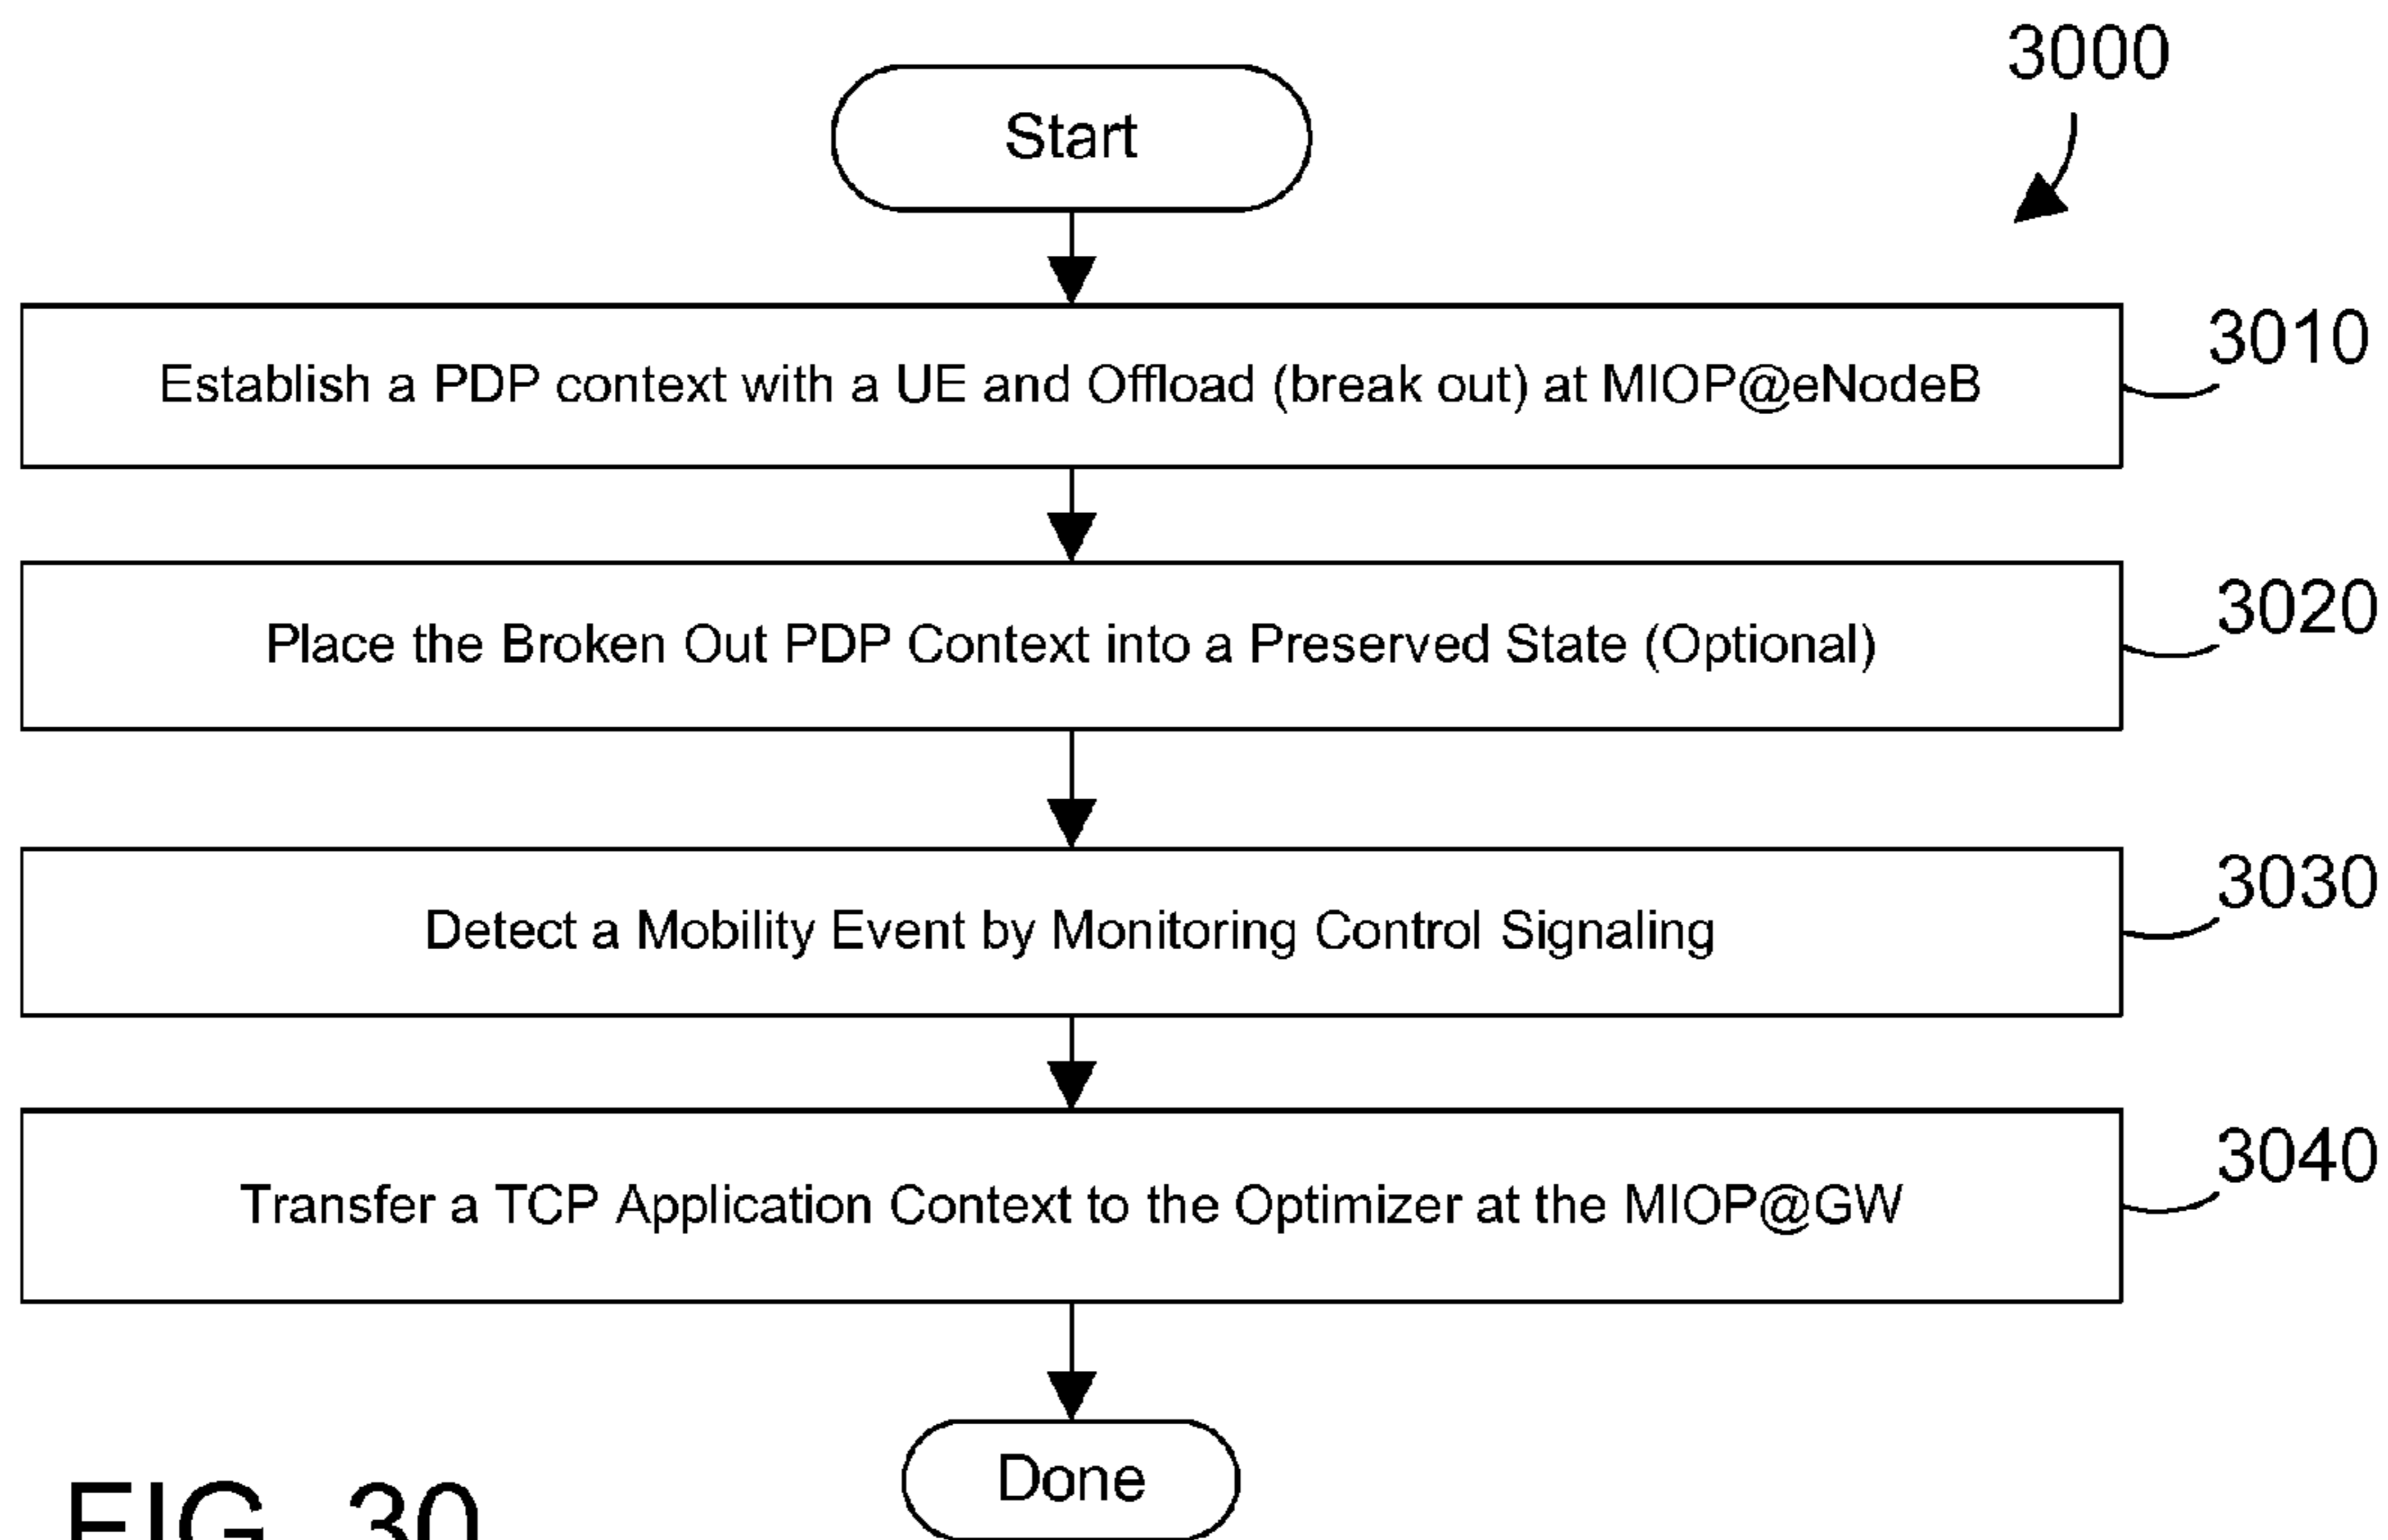 3000
Start
Establish a PDP context with a UE and Offload (break out) at MIOP@eNodeB
3010
Place the Broken Out PDP Context into a Preserved State (Optional)
3020
Detect a Mobility Event by Monitoring Control Signaling
3030
Transfer a TCP Application Context to the Optimizer at the MIOP@GW
3040
Done
FIG. 30